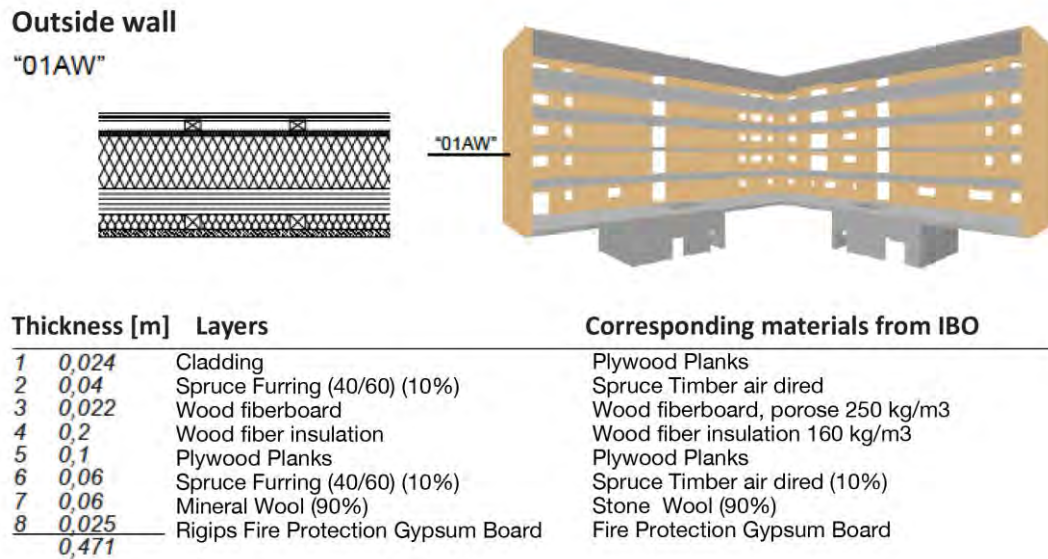 Outside wall
"01AW"
"01AW"
Thickness [m] Layers Corresponding materials from IBO
1 0,024 Cladding Plywood Planks
2 0,04 Spruce Furring (40/60) (10%) Spruce Timber air dired
3 0,022 Wood fiberboard Wood fiberboard, porose 250 kg/m3
4 0,2 Wood fiber insulation Wood fiber insulation 160 kg/m3
5 0,1 Plywood Planks Plywood Planks
6 0,06 Spruce Furring (40/60) (10%) Spruce Timber air dired (10%)
7 0,06 Mineral Wool (90%) Stone Wool (90%)
8 0,025 Rigips Fire Protection Gypsum Board Fire Protection Gypsum Board
0,471